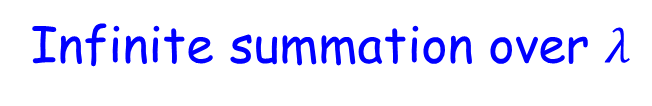 Infinite summation over λ